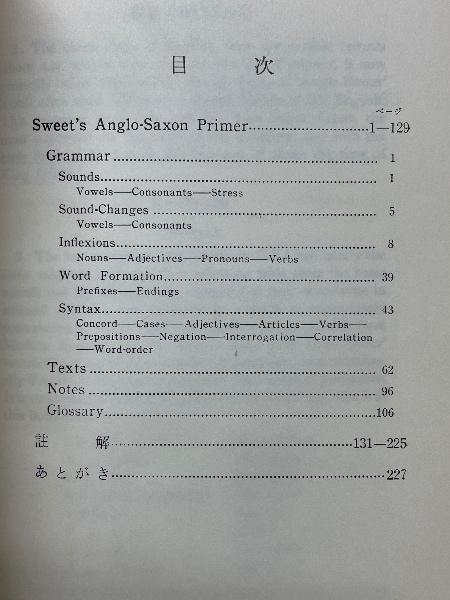 目 次
ページ
Sweet's Anglo-Saxon Primer................................1—129
Grammar................................................ 1
Sounds................................................ 1
Vowels—Consonants—Stress
Sound-Changes................................................ 5
Vowels—Consonants
Inflexions................................................ 8
Nouns—Adjectives—Pronouns—Verbs
Word Formation................................................ 39
Prefixes—Endings
Syntax................................................ 43
Concord—Cases—Adjectives—Articles—Verbs—
Prepositions—Negation—Interrogation—Correlation
—Word-order
Texts................................................ 62
Notes................................................ 96
Glossary................................................106
註 解................................................131—225
あとがき................................................227